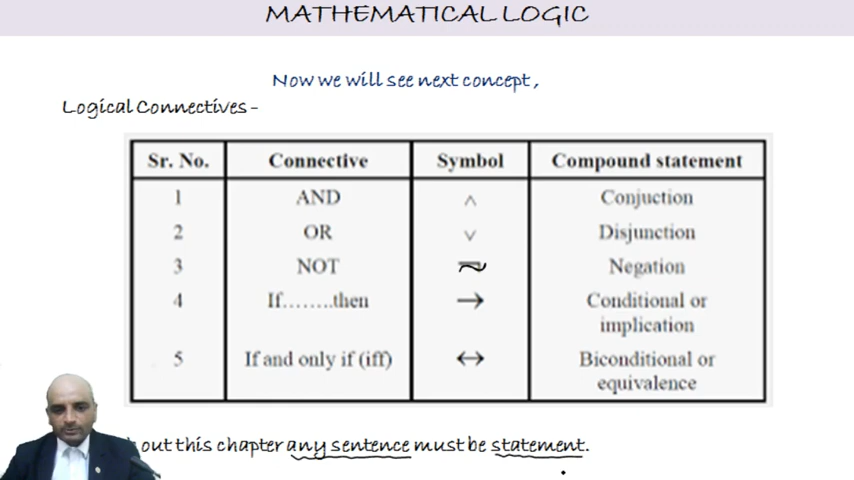 MATHEMATICAL LOGIC
Now we will see next concept,
Logical Connectives -
Sr. No. Connective Symbol Compound statement
1 AND ∧ Conjuction
2 OR ∨ Disjunction
3 NOT ~ Negation
4 If........then → Conditional or
implication
5 If and only if (iff) ↔ Biconditional or
equivalence
out this chapter any sentence must be statement.